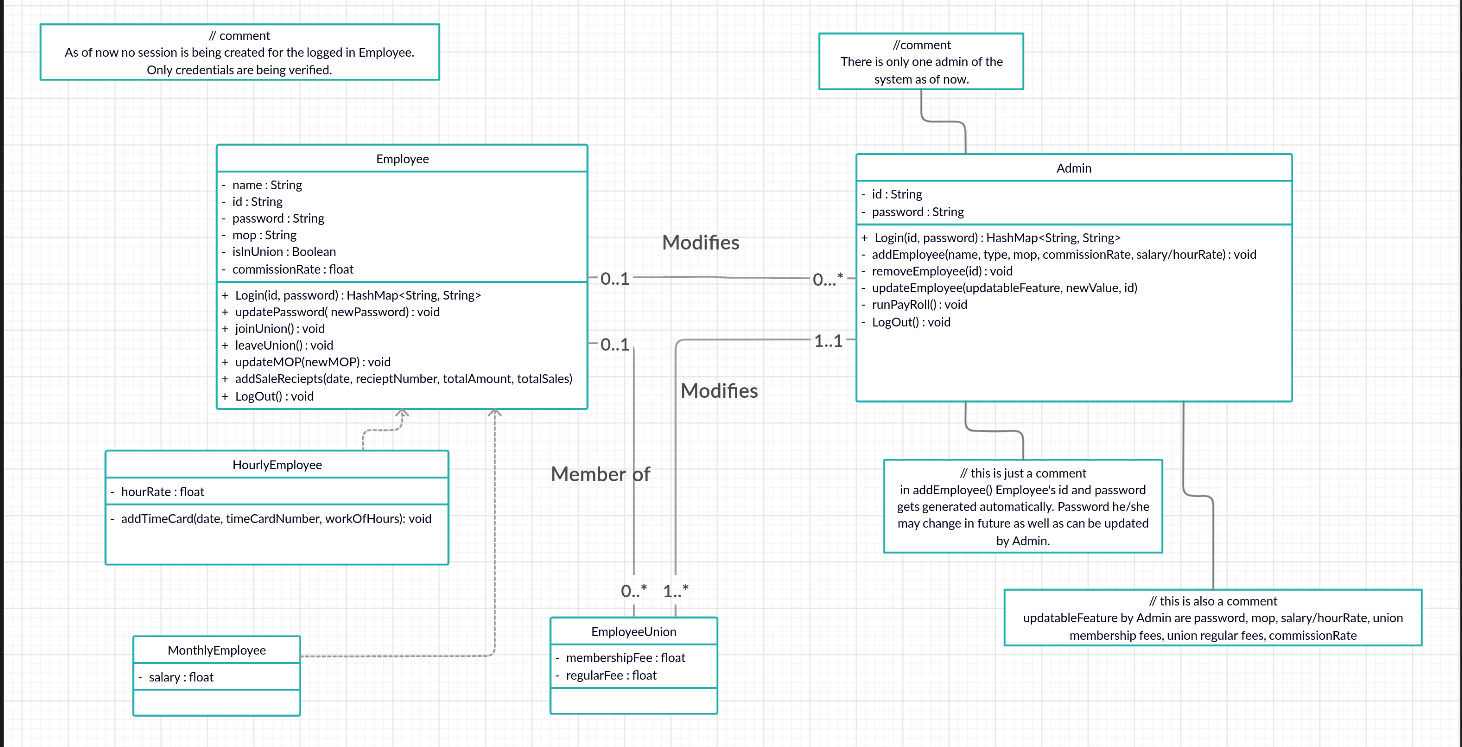 // comment
As of now no session is being created for the logged in Employee.
Only credentials are being verified.
//comment
There is only one admin of the
system as of now.
Employee
- name : String
- id : String
- password : String
- mop : String
- isInUnion : Boolean
- commissionRate : float
+ Login(id, password) : HashMap<String, String>
+ updatePassword( newPassword) : void
+ joinUnion() : void
+ leaveUnion() : void
+ updateMOP(newMOP) : void
+ addSaleReciepts(date, recieptNumber, totalAmount, totalSales)
+ LogOut() : void
Modifies
0..1
0...*
0..1
1..1
Modifies
Member of
0..*
1..*
Admin
- id : String
- password : String
+ Login(id, password) : HashMap<String, String>
- addEmployee(name, type, mop, commissionRate, salary/hourRate) : void
- removeEmployee(id) : void
- updateEmployee(updatableFeature, newValue, id)
- runPayRoll() : void
- LogOut() : void
HourlyEmployee
- hourRate : float
- addTimeCard(date, timeCardNumber, workOfHours): void
// this is just a comment
in addEmployee() Employee's id and password
gets generated automatically. Password he/she
may change in future as well as can be updated
by Admin.
// this is also a comment
updatableFeature by Admin are password, mop, salary/hourRate, union
membership fees, union regular fees, commissionRate
MonthlyEmployee
- salary : float
EmployeeUnion
- membershipFee : float
- regularFee : float